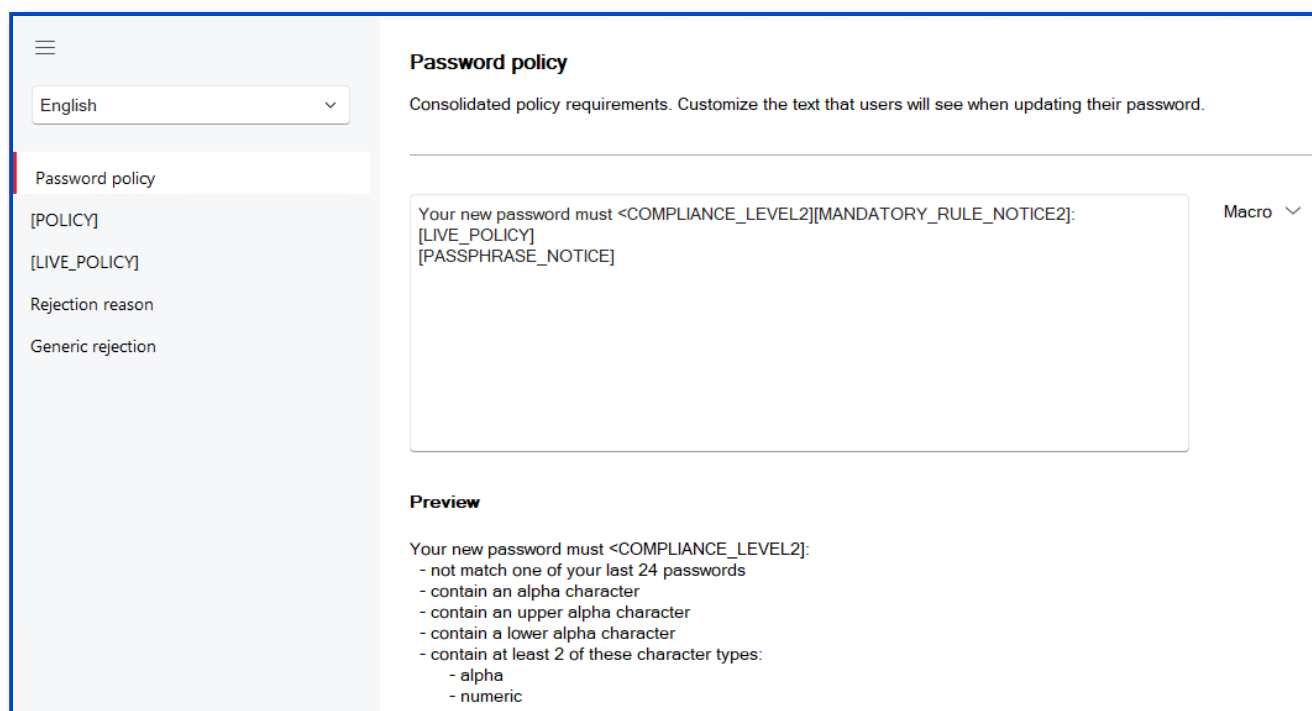 English
Password policy
[POLICY]
[LIVE_POLICY]
Rejection reason
Generic rejection
Password policy
Consolidated policy requirements. Customize the text that users will see when updating their password.
Your new password must <COMPLIANCE_LEVEL2][MANDATORY_RULE_NOTICE2]:
[LIVE_POLICY]
[PASSPHRASE_NOTICE]
Macro
Preview
Your new password must <COMPLIANCE_LEVEL2]:
- not match one of your last 24 passwords
- contain an alpha character
- contain an upper alpha character
- contain a lower alpha character
- contain at least 2 of these character types:
- alpha
- numeric